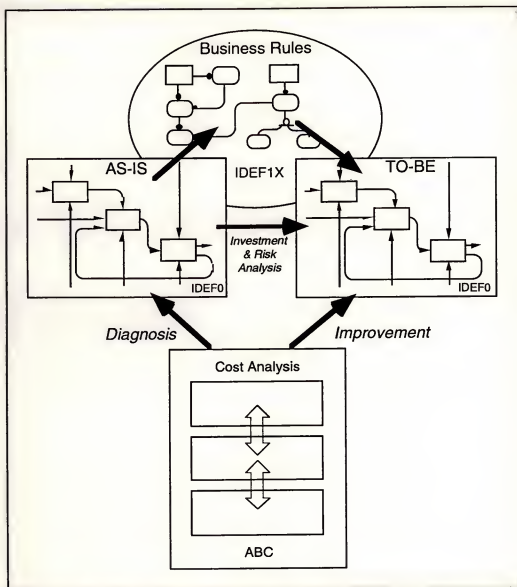 Business Rules
AS-IS
IDEF1X
TO-BE
Investment
& Risk
Analysis
IDEF0
IDEF0
Diagnosis
Improvement
Cost Analysis
ABC